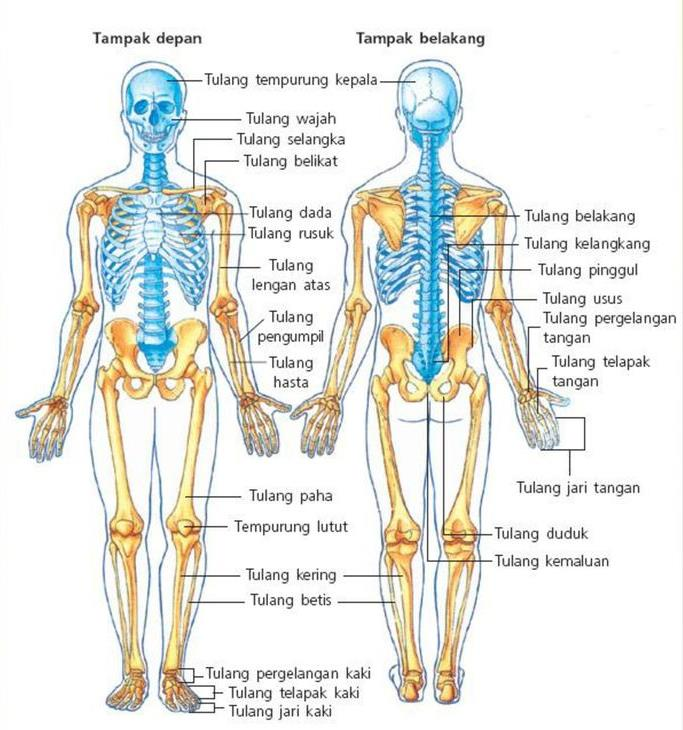 Tampak depan
Tampak belakang
Tulang tempurung kepala
Tulang wajah
Tulang selangka
Tulang belikat
Tulang dada
Tulang rusuk
Tulang
lengan atas
Tulang
pengumpil
Tulang
hasta
Tulang belakang
Tulang kelangkang
Tulang pinggul
Tulang usus
Tulang pergelangan
tangan
Tulang telapak
tangan
Tulang jari tangan
Tulang paha
Tempurung lutut
Tulang duduk
Tulang kemaluan
Tulang kering
Tulang betis
Tulang pergelangan kaki
Tulang telapak kaki
Tulang jari kaki